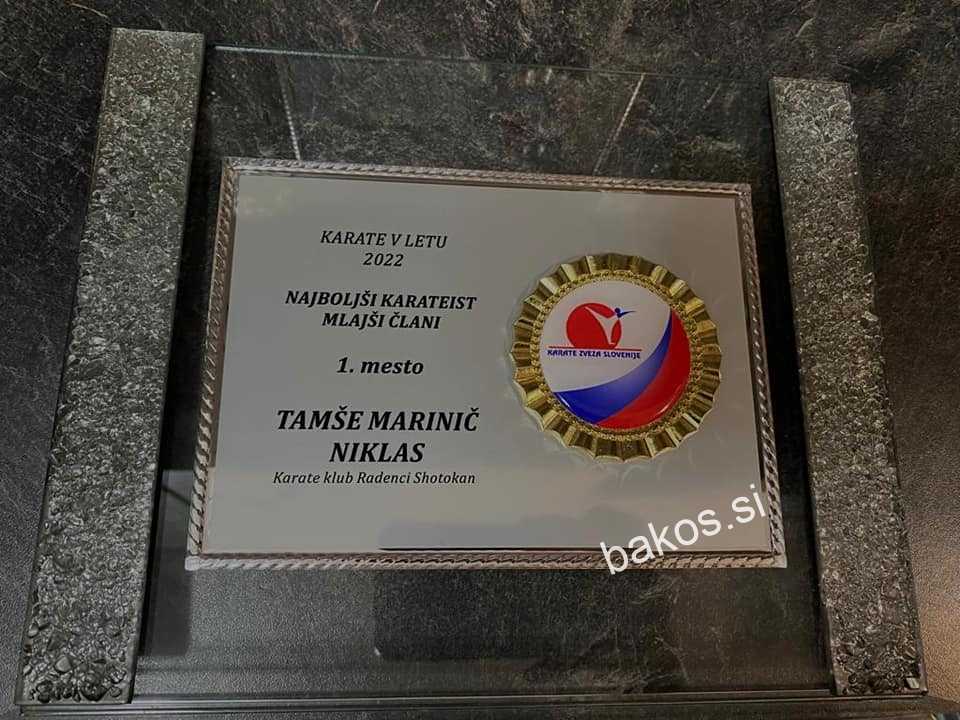 KARATE V LETU
2022
NAJBOLJŠI KARATEIST
MLAJŠI ČLANI
1. mesto
TAMŠE MARINIČ
NIKLAS
Karate klub Radenci Shotokan
KARATE ZVEZA SLOVENIJE
bakos.si